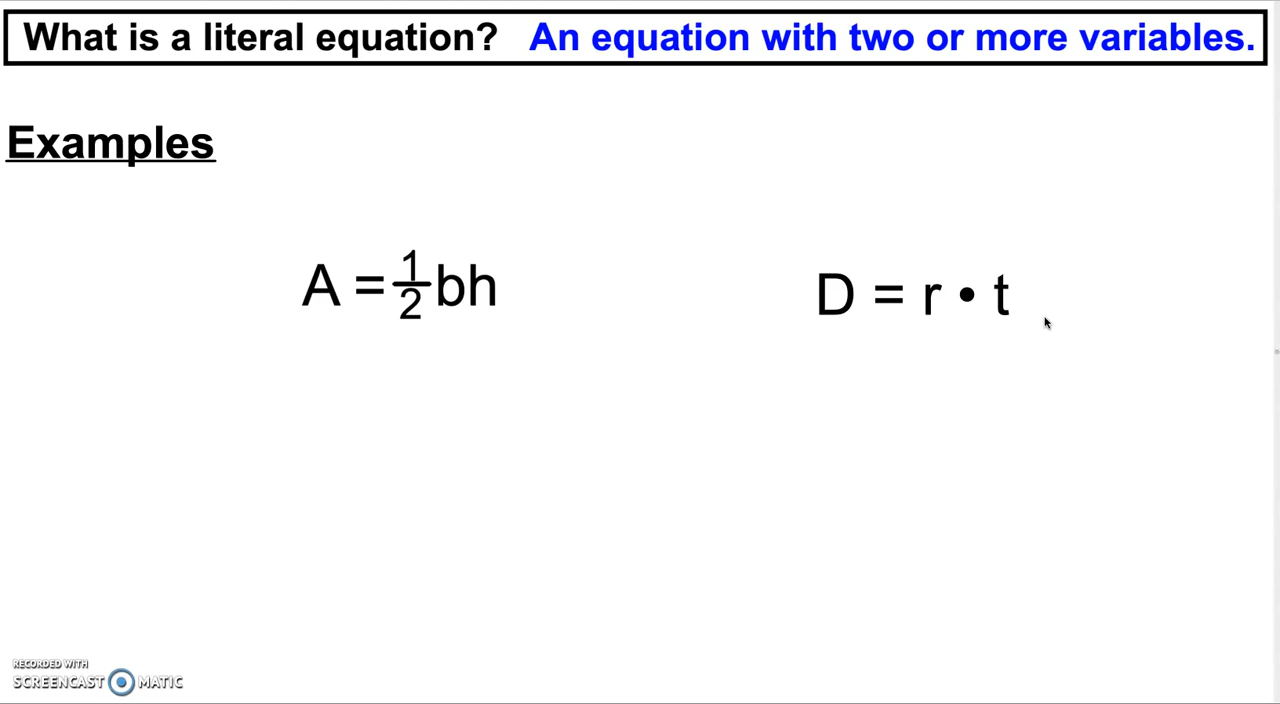 What is a literal equation? An equation with two or more variables.
Examples
A = 1/2 bh
D = r • t
RECORDED WITH
SCREENCAST MATIC